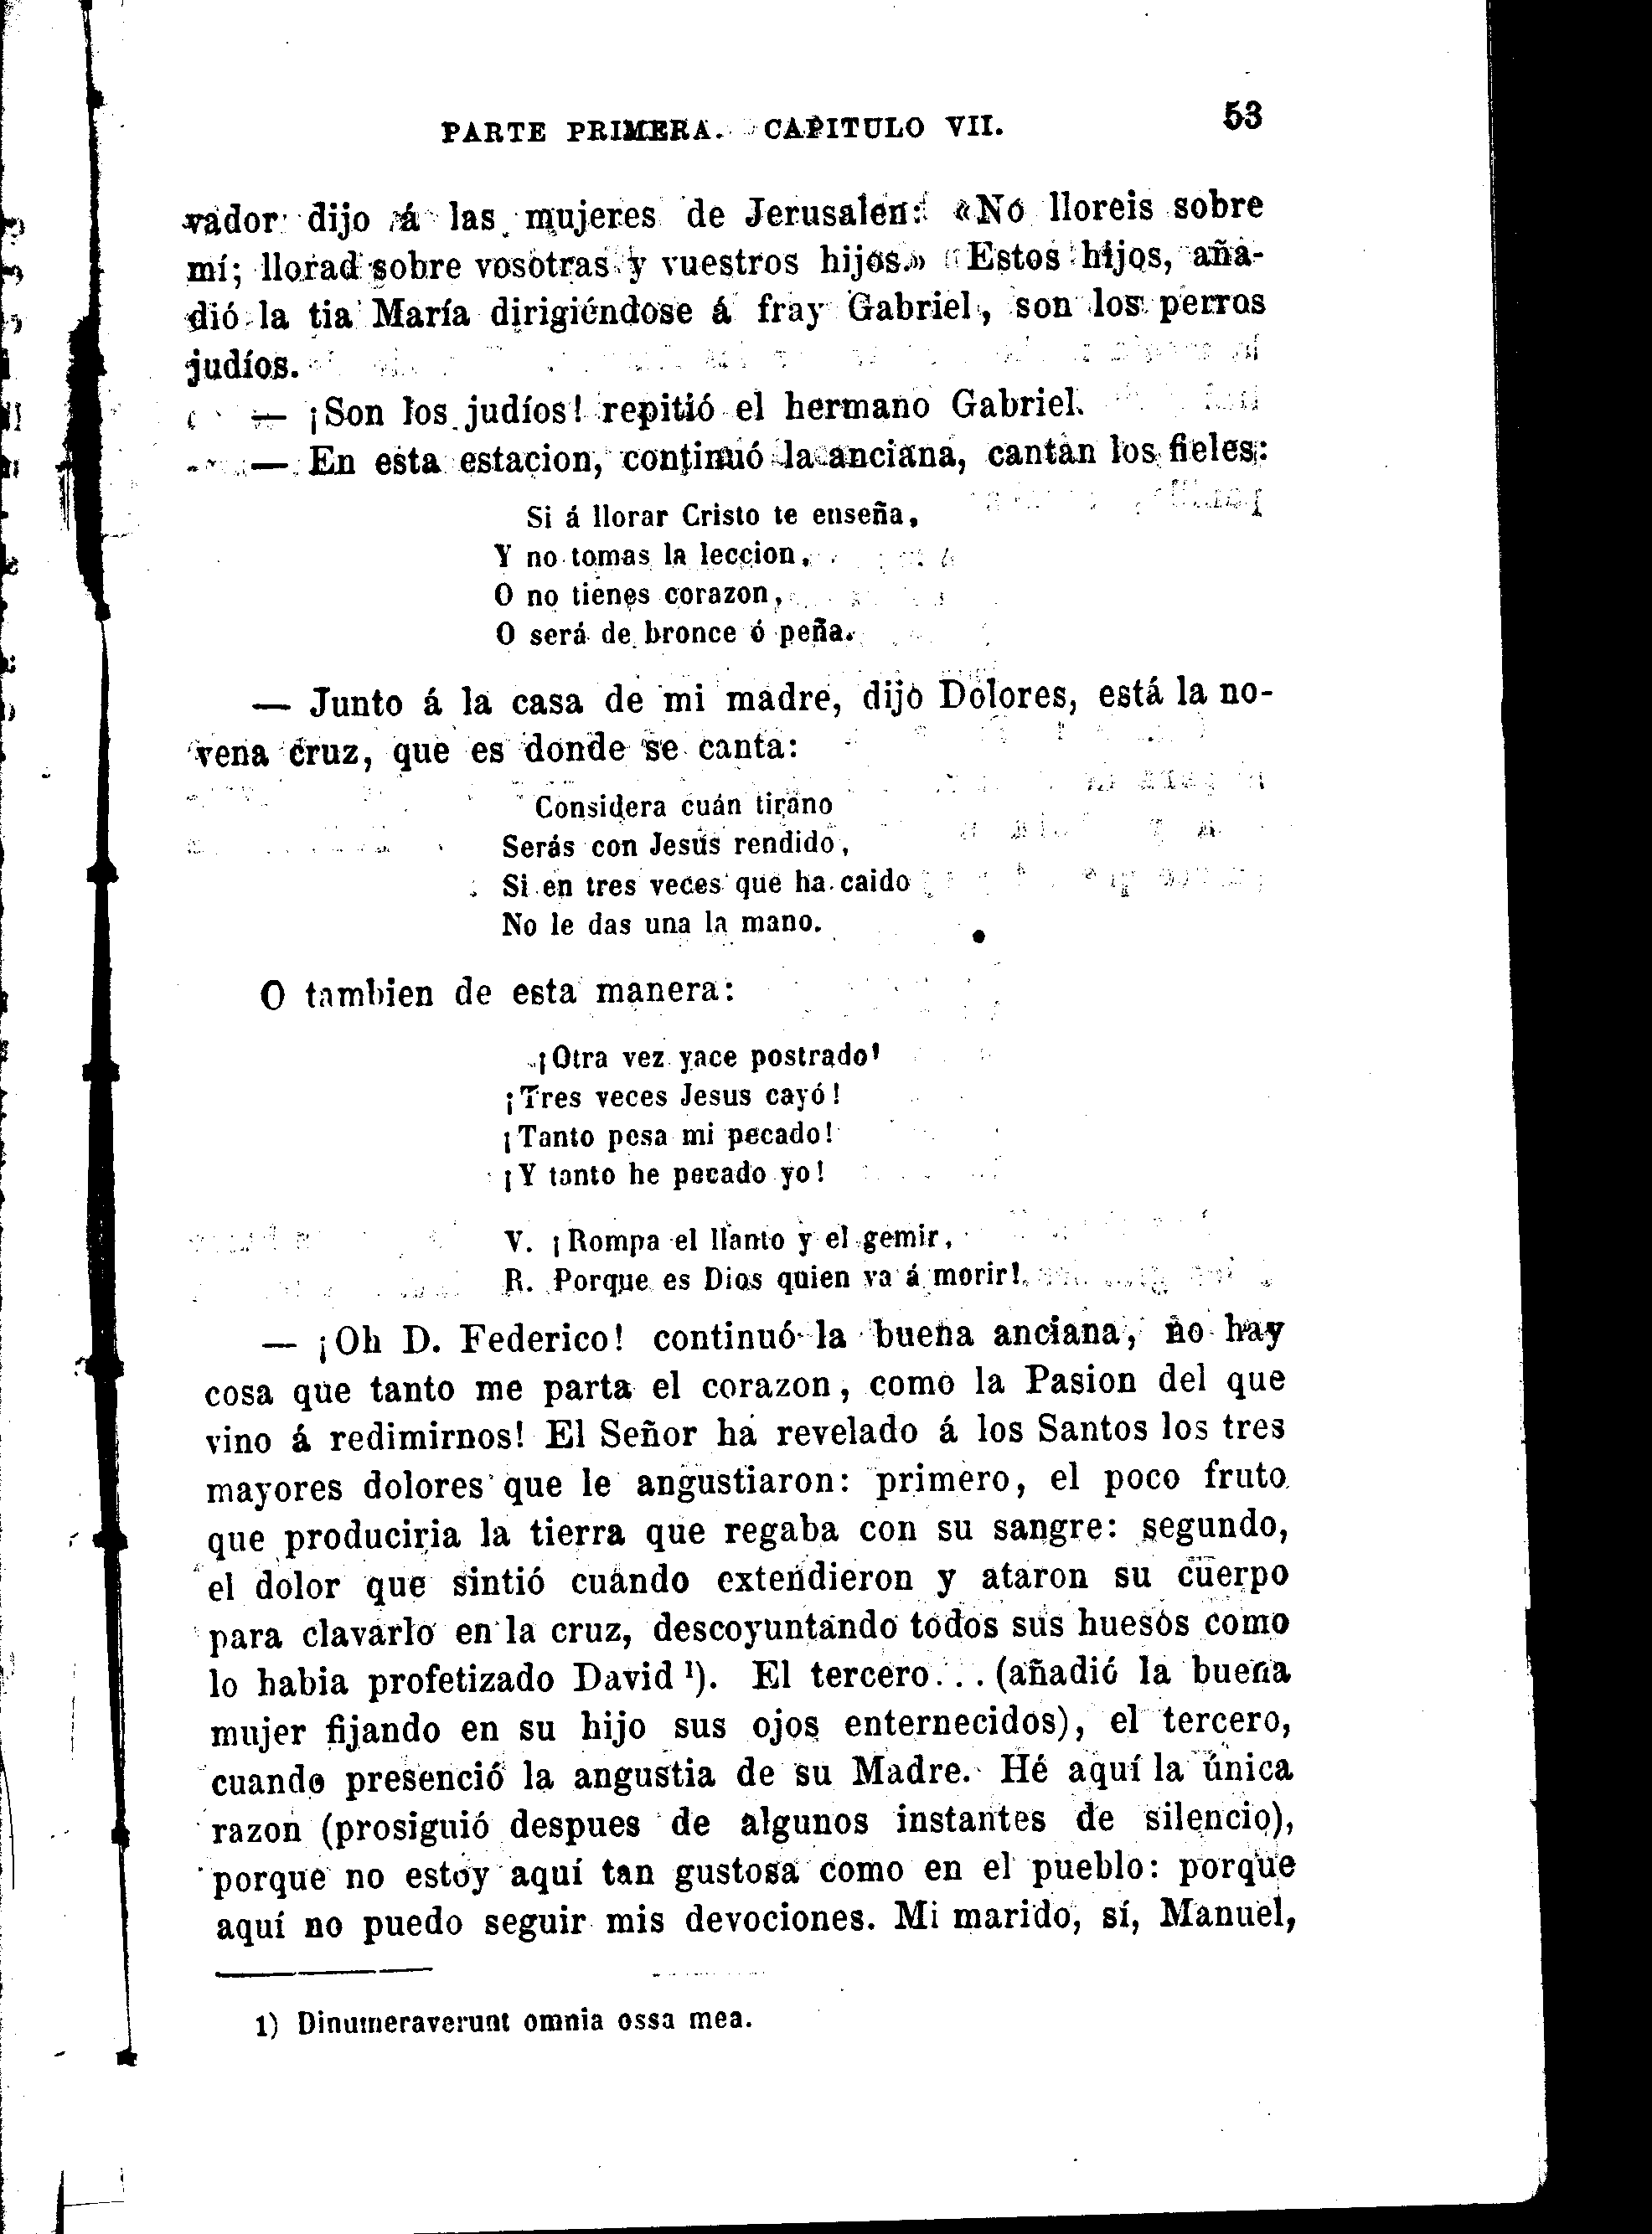 PARTE PRIMERA. CAPITULO VII. 53
vador dijo á las mujeres de Jerusalen: «No lloreis sobre
mí; llorad sobre vosotras y vuestros hijos.» Estos hijos, aña-
dió la tia María dirigiéndose á fray Gabriel, son los perros
judíos.
— ¡Son los judíos! repitió el hermano Gabriel.
— En esta estacion, continuó la anciana, cantan los fieles:
Si á llorar Cristo te enseña,
Y no tomas la leccion,
O no tienes corazon,
O será de bronce ó peña.
— Junto á la casa de mi madre, dijo Dolores, está la no-
vena cruz, que es donde se canta:
Considera cuán tirano
Serás con Jesús rendido,
Si en tres veces que ha caido
No le das una la mano.
O tambien de esta manera:
¡Otra vez yace postrado!
¡Tres veces Jesus cayó!
¡Tanto pesa mi pecado!
¡Y tanto he pecado yo!
V. ¡Rompa el llanto y el gemir,
R. Porque es Dios quien va á morir!
— ¡Oh D. Federico! continuó la buena anciana, no hay
cosa que tanto me parta el corazon, como la Pasion del que
vino á redimirnos! El Señor ha revelado á los Santos los tres
mayores dolores que le angustiaron: primero, el poco fruto
que produciria la tierra que regaba con su sangre: segundo,
el dolor que sintió cuando extendieron y ataron su cuerpo
para clavarlo en la cruz, descoyuntando todos sus huesos como
lo habia profetizado David ¹). El tercero... (añadió la buena
mujer fijando en su hijo sus ojos enternecidos), el tercero,
cuando presenció la angustia de su Madre. Hé aquí la única
razon (prosiguió despues de algunos instantes de silencio),
porque no estoy aquí tan gustosa como en el pueblo: porque
aquí no puedo seguir mis devociones. Mi marido, sí, Manuel,
1) Dinumeraverunt omnia ossa mea.